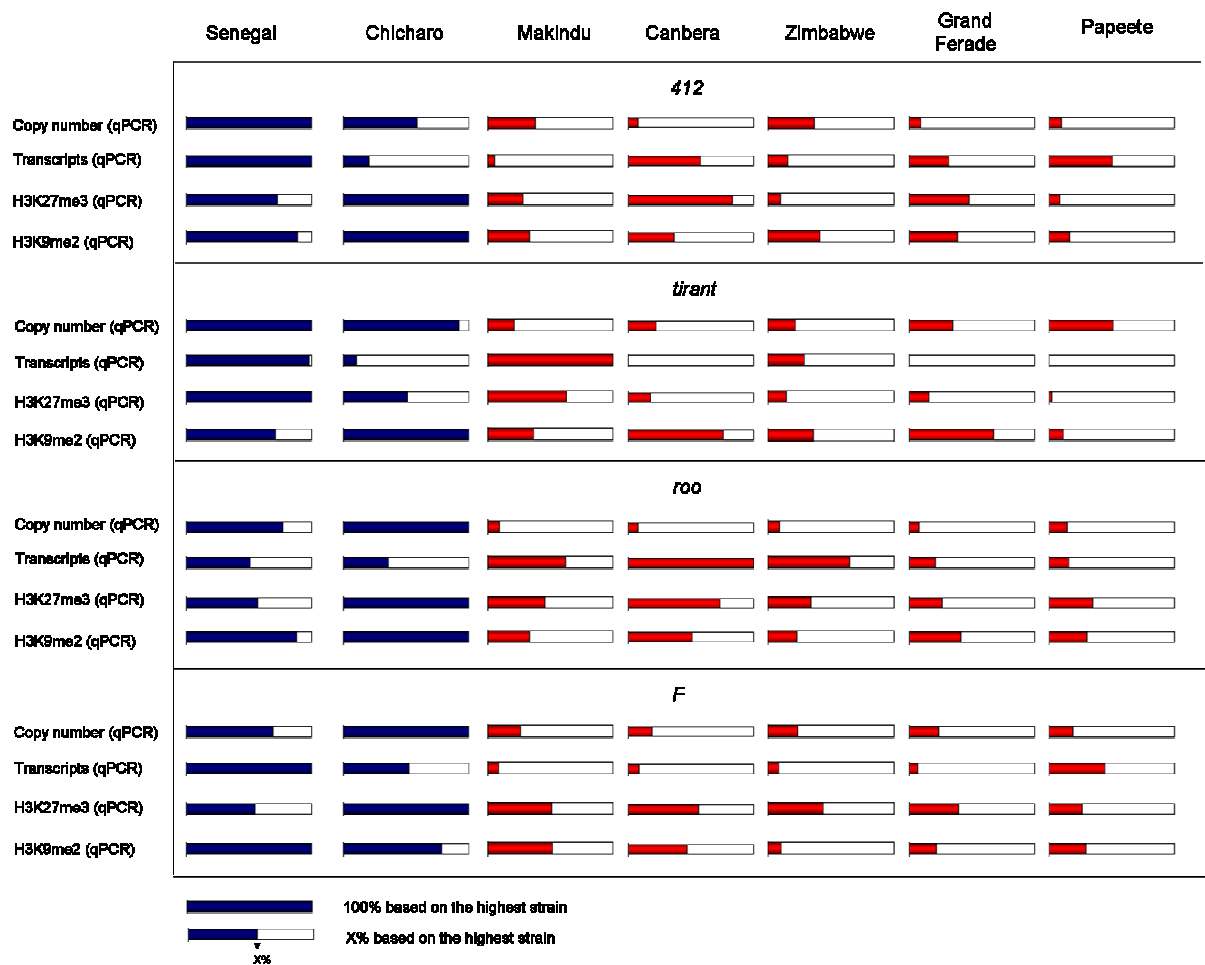 Senegal Chicharo Makindu Canbera Zimbabwe Grand Ferade Papeete
412
Copy number (qPCR)
Transcripts (qPCR)
H3K27me3 (qPCR)
H3K9me2 (qPCR)
tirant
Copy number (qPCR)
Transcripts (qPCR)
H3K27me3 (qPCR)
H3K9me2 (qPCR)
roo
Copy number (qPCR)
Transcripts (qPCR)
H3K27me3 (qPCR)
H3K9me2 (qPCR)
F
Copy number (qPCR)
Transcripts (qPCR)
H3K27me3 (qPCR)
H3K9me2 (qPCR)
100% based on the highest strain
X% based on the highest strain
X%